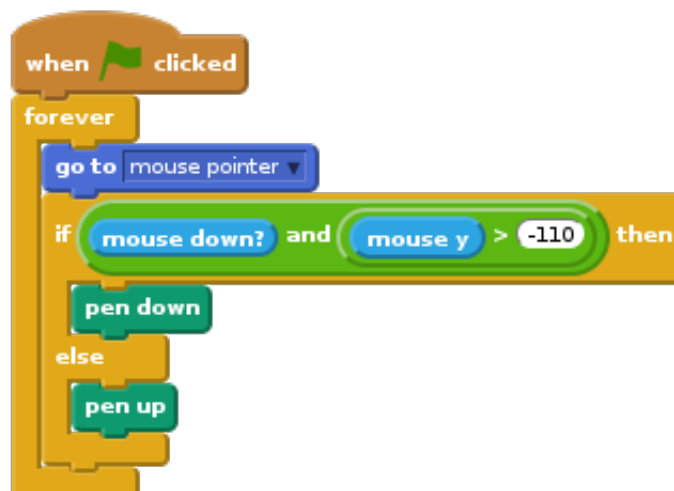 when clicked
forever
go to mouse pointer
if mouse down? and mouse y > -110 then
pen down
else
pen up